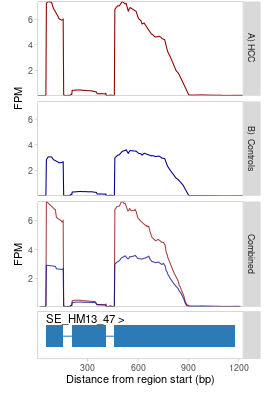 6
4
2
A) HCC
FPM
6
4
2
B) Controls
6
4
2
Combined
FPM
SE_HM13_47 >
300 600 900 1200
Distance from region start (bp)